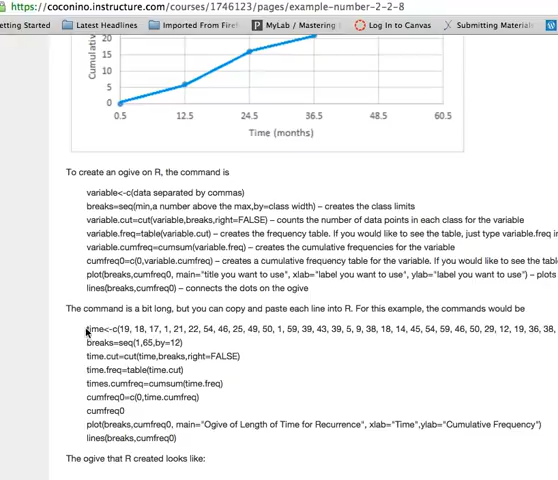 https://coconino.instructure.com/courses/1746123/pages/example-number-2-2-8
etting Started Latest Headlines Imported From Firef MyLab / Mastering Log In to Canvas Submitting Material
Cumulativ
20
15
10
5
0
0.5 12.5 24.5 36.5 48.5 60.5
Time (months)
To create an ogive on R, the command is
variable<-c(data separated by commas)
breaks=seq(min,a number above the max,by=class width) – creates the class limits
variable.cut=cut(variable,breaks,right=FALSE) – counts the number of data points in each class for the variable
variable.freq=table(variable.cut) – creates the frequency table. If you would like to see the table, just type variable.freq in
variable.cumfreq=cumsum(variable.freq) – creates the cumulative frequencies for the variable
cumfreq0=c(0,variable.cumfreq) – creates a cumulative frequency table for the variable. If you would like to see the table
plot(breaks,cumfreq0, main="title you want to use", xlab="label you want to use", ylab="label you want to use") – plots
lines(breaks,cumfreq0) – connects the dots on the ogive
The command is a bit long, but you can copy and paste each line into R. For this example, the commands would be
time<-c(19, 18, 17, 1, 21, 22, 54, 46, 25, 49, 50, 1, 59, 39, 43, 39, 5, 9, 38, 18, 14, 45, 54, 59, 46, 50, 29, 12, 19, 36, 38,
breaks=seq(1,65,by=12)
time.cut=cut(time,breaks,right=FALSE)
time.freq=table(time.cut)
times.cumfreq=cumsum(time.freq)
cumfreq0=c(0,time.cumfreq)
cumfreq0
plot(breaks,cumfreq0, main="Ogive of Length of Time for Recurrence", xlab="Time",ylab="Cumulative Frequency")
lines(breaks,cumfreq0)
The ogive that R created looks like: